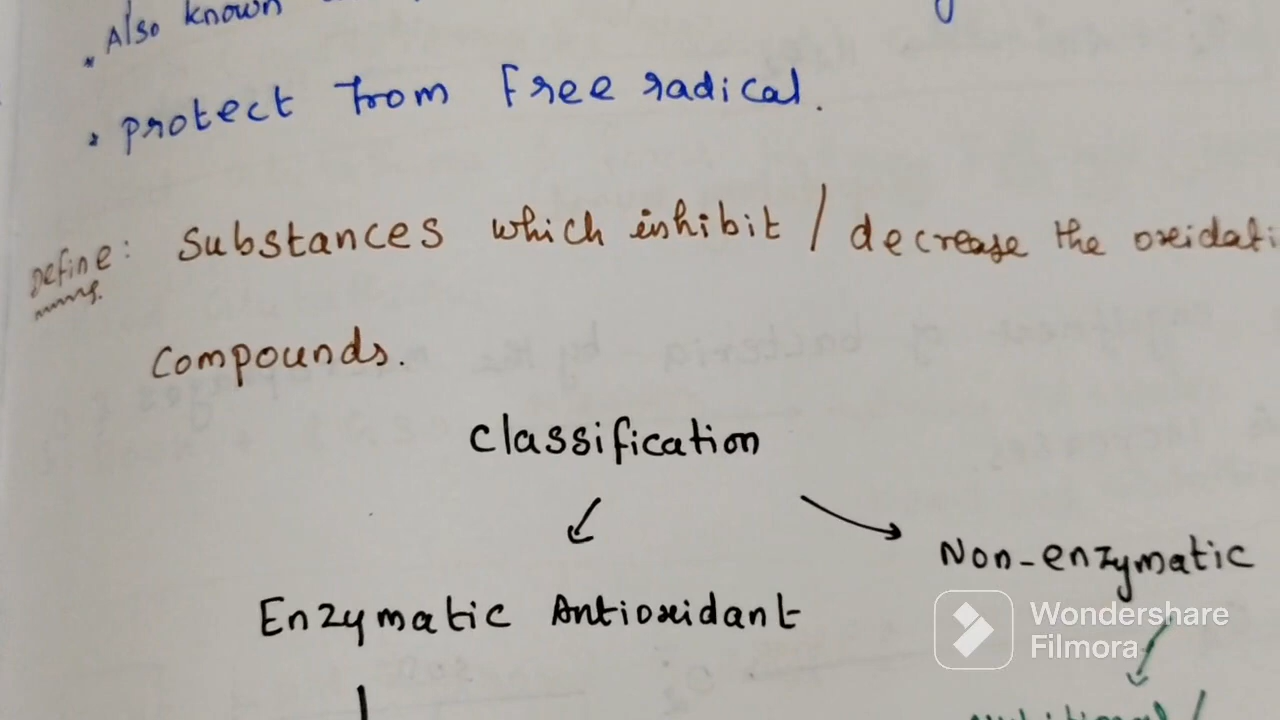 • Also known
• protect from Free radical.
Define: Substances which inhibit / decrease the oxidati
compounds.
Classification
Non-enzymatic
Enzymatic Antioxidant
Wondershare
Filmora